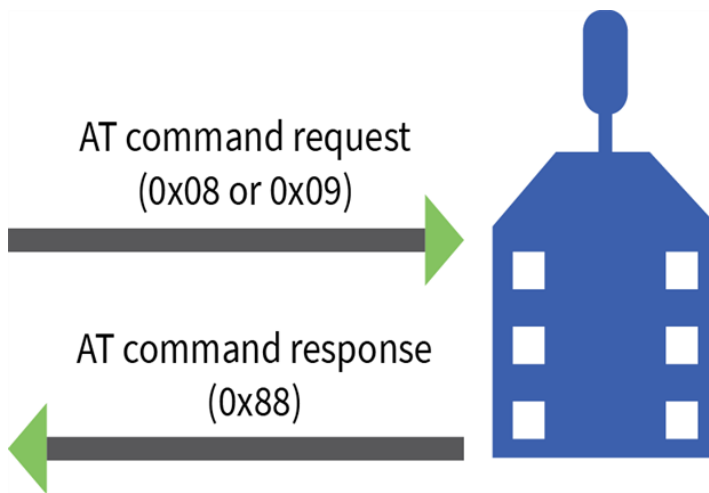 AT command request
(0x08 or 0x09)
AT command response
(0x88)